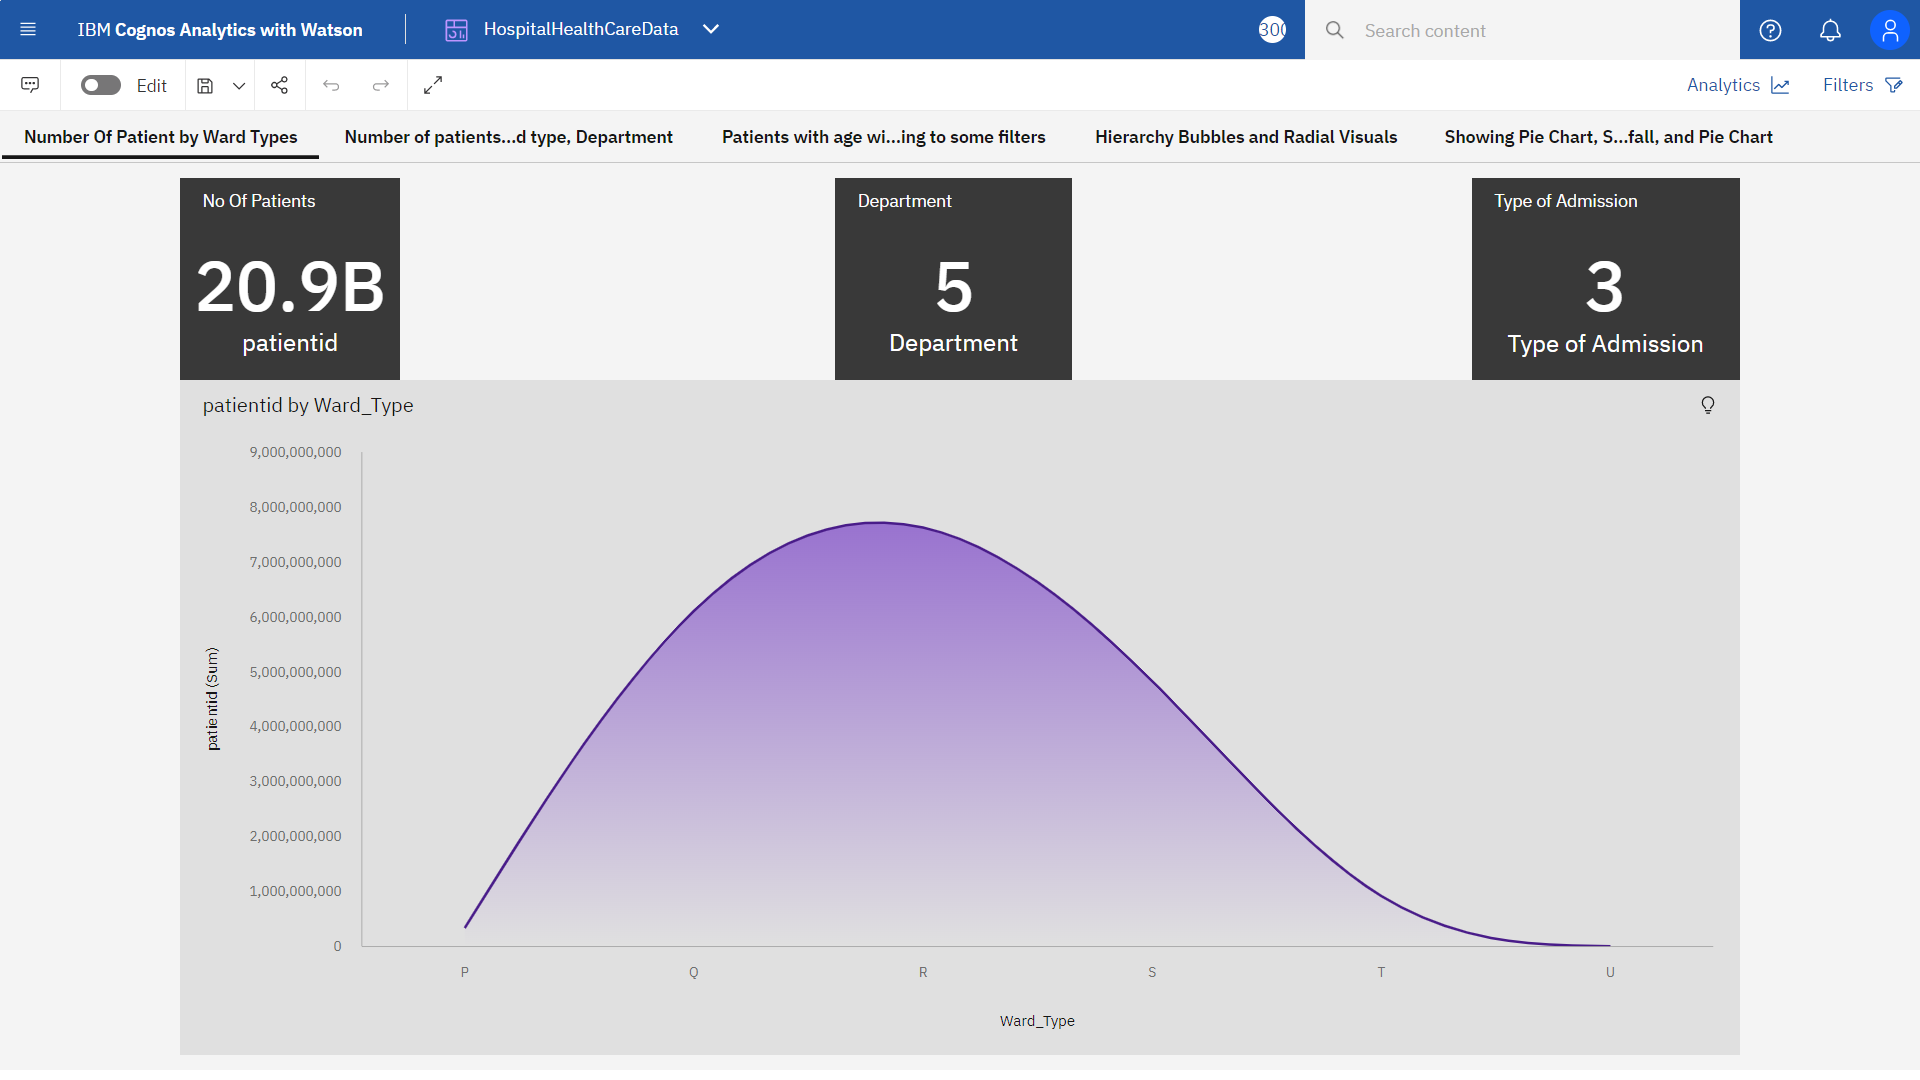 IBM Cognos Analytics with Watson
HospitalHealthCareData
300
Search content
Edit
Analytics
Filters
Number Of Patient by Ward Types
Number of patients...d type, Department
Patients with age wi...ing to some filters
Hierarchy Bubbles and Radial Visuals
Showing Pie Chart, S...fall, and Pie Chart
No Of Patients
20.9B
patientid
Department
5
Department
Type of Admission
3
Type of Admission
patientid by Ward_Type
9,000,000,000
8,000,000,000
7,000,000,000
6,000,000,000
5,000,000,000
4,000,000,000
3,000,000,000
2,000,000,000
1,000,000,000
0
patientid (Sum)
P
Q
R
S
T
U
Ward_Type